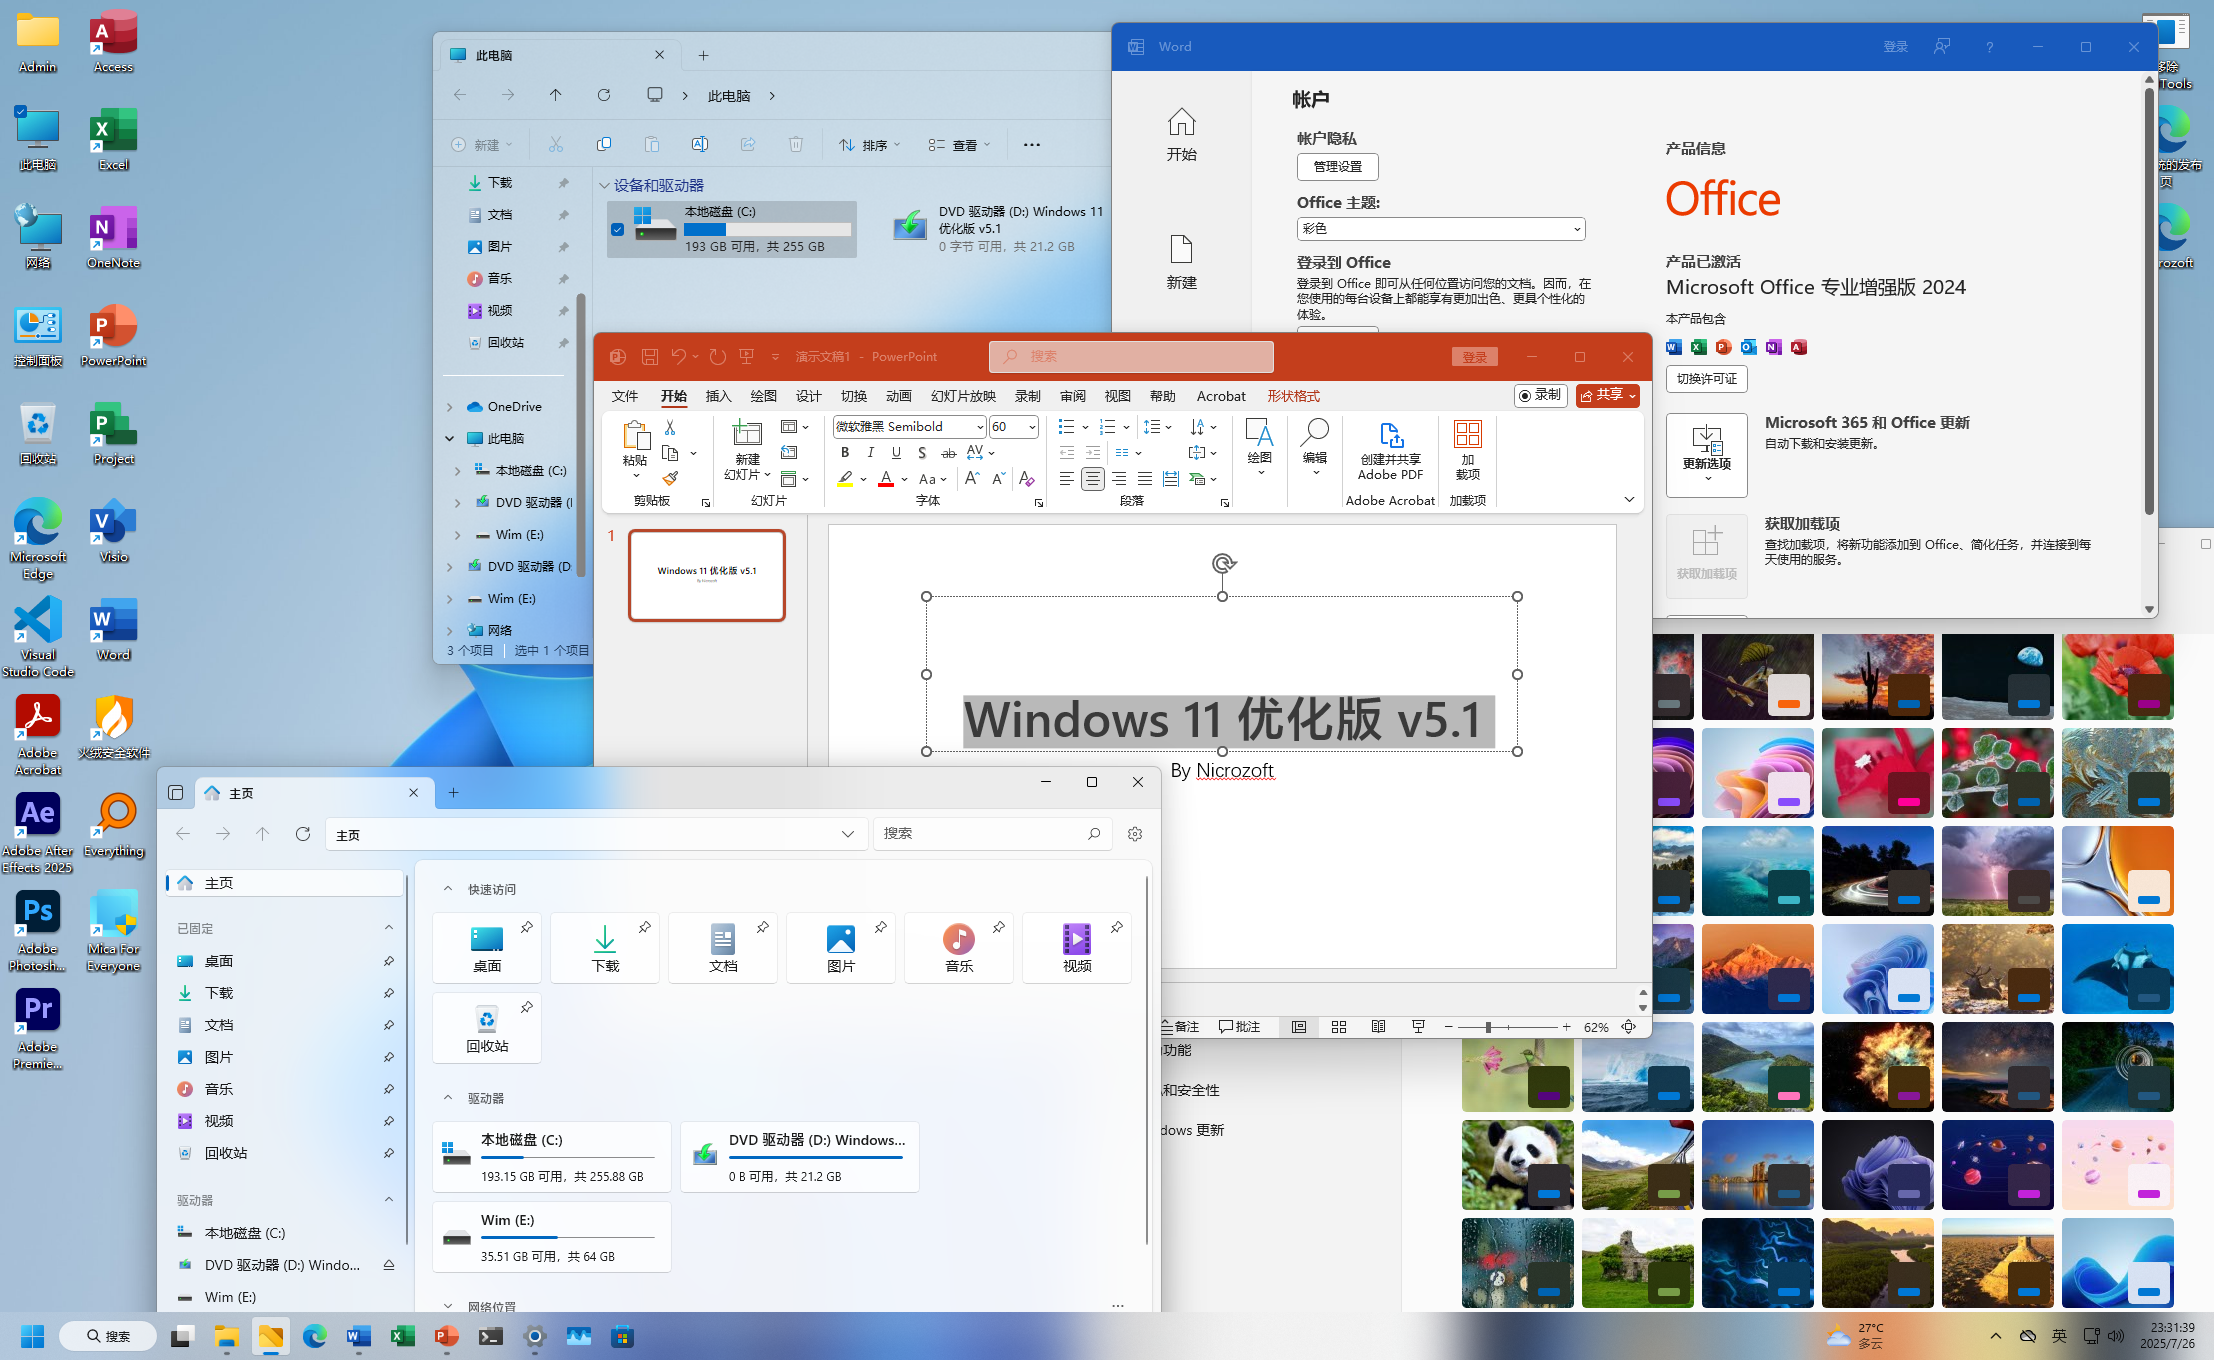 Admin
Access
此电脑
Excel
网络
OneNote
控制面板
PowerPoint
回收站
Project
Microsoft
Edge
Visio
Visual
Studio Code
Word
Adobe
Acrobat
火绒安全软件
Adobe After
Effects 2025
Everything
Adobe
Photosh...
Mica For
Everyone
Adobe
Premie...
此电脑
此电脑
新建
排序
查看
下载
文档
图片
音乐
视频
回收站
OneDrive
此电脑
本地磁盘 (C:)
DVD 驱动器 (
Wim (E:)
DVD 驱动器 (D:
Wim (E:)
网络
3 个项目
选中 1 个项目
设备和驱动器
本地磁盘 (C:)
193 GB 可用，共 255 GB
DVD 驱动器 (D:) Windows 11
优化版 v5.1
0 字节 可用，共 21.2 GB
Word
登录
?
开始
新建
帐户
帐户隐私
管理设置
Office 主题:
彩色
登录到 Office
登录到 Office 即可从任何位置访问您的文档。因而，在
您使用的每台设备上都能享有更加出色、更具个性化的
体验。
产品信息
Office
产品已激活
Microsoft Office 专业增强版 2024
本产品包含
切换许可证
更新选项
Microsoft 365 和 Office 更新
自动下载和安装更新。
获取加载项
获取加载项
查找加载项，将新功能添加到 Office、简化任务，并连接到每
天使用的服务。
移除
Tools
统的发布
页
rozoft
演示文稿1 - PowerPoint
搜索
登录
文件
开始
插入
绘图
设计
切换
动画
幻灯片放映
录制
审阅
视图
帮助
Acrobat
形状格式
录制
共享
粘贴
剪贴板
新建
幻灯片
幻灯片
微软雅黑 Semibold
60
B I U S ab AV
Aa A A
字体
段落
绘图
编辑
创建并共享
Adobe PDF
Adobe Acrobat
加
载项
加载项
1
Windows 11 优化版 v5.1
By Nicrozoft
Windows 11 优化版 v5.1
By Nicrozoft
备注
批注
62%
功能
和安全性
dows 更新
主页
主页
搜索
主页
已固定
桌面
下载
文档
图片
音乐
视频
回收站
驱动器
本地磁盘 (C:)
DVD 驱动器 (D:) Windo...
Wim (E:)
快速访问
桌面
下载
文档
图片
音乐
视频
回收站
驱动器
本地磁盘 (C:)
193.15 GB 可用，共 255.88 GB
DVD 驱动器 (D:) Windows...
0 B 可用，共 21.2 GB
Wim (E:)
35.51 GB 可用，共 64 GB
网络位置
搜索
27°C
多云
英
23:31:39
2025/7/26